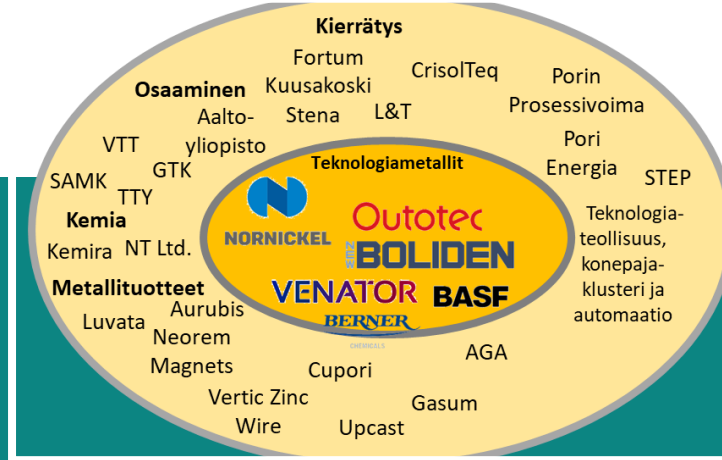 Kierrätys
Fortum
Kuusakoski
Stena
L&T
CrisolTeq
Porin
Prosessivoima
Pori
Energia
STEP
Teknologia-
teollisuus,
konepaja-
klusteri ja
automaatio
Osaaminen
Aalto-
yliopisto
VTT
GTK
SAMK
TTY
Kemia
Kemira
NT Ltd.
Metallituotteet
Luvata
Aurubis
Neorem
Magnets
Vertic Zinc
Wire
Cupori
Upcast
Gasum
AGA
Teknologiametallit
NORNICKEL
Outotec
NEW
BOLIDEN
VENATOR
BASF
BERNER
CHEMICALS